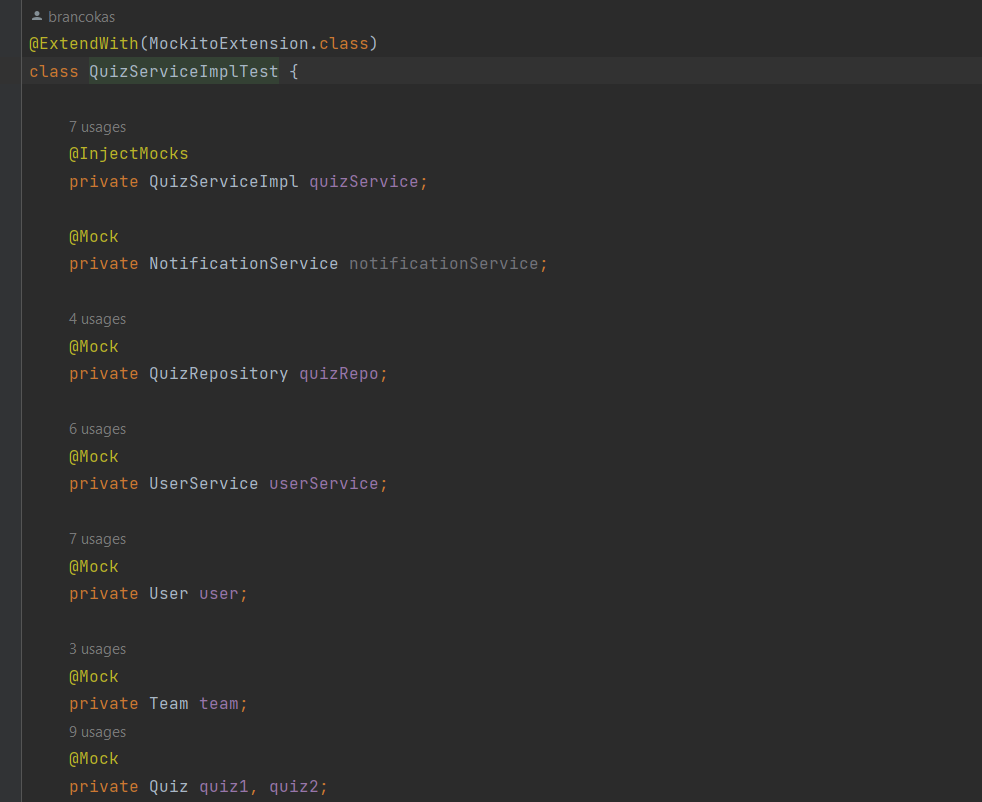 brancokas
@ExtendWith(MockitoExtension.class)
class QuizServiceImplTest {
7 usages
@InjectMocks
private QuizServiceImpl quizService;
@Mock
private NotificationService notificationService;
4 usages
@Mock
private QuizRepository quizRepo;
6 usages
@Mock
private UserService userService;
7 usages
@Mock
private User user;
3 usages
@Mock
private Team team;
9 usages
@Mock
private Quiz quiz1, quiz2;